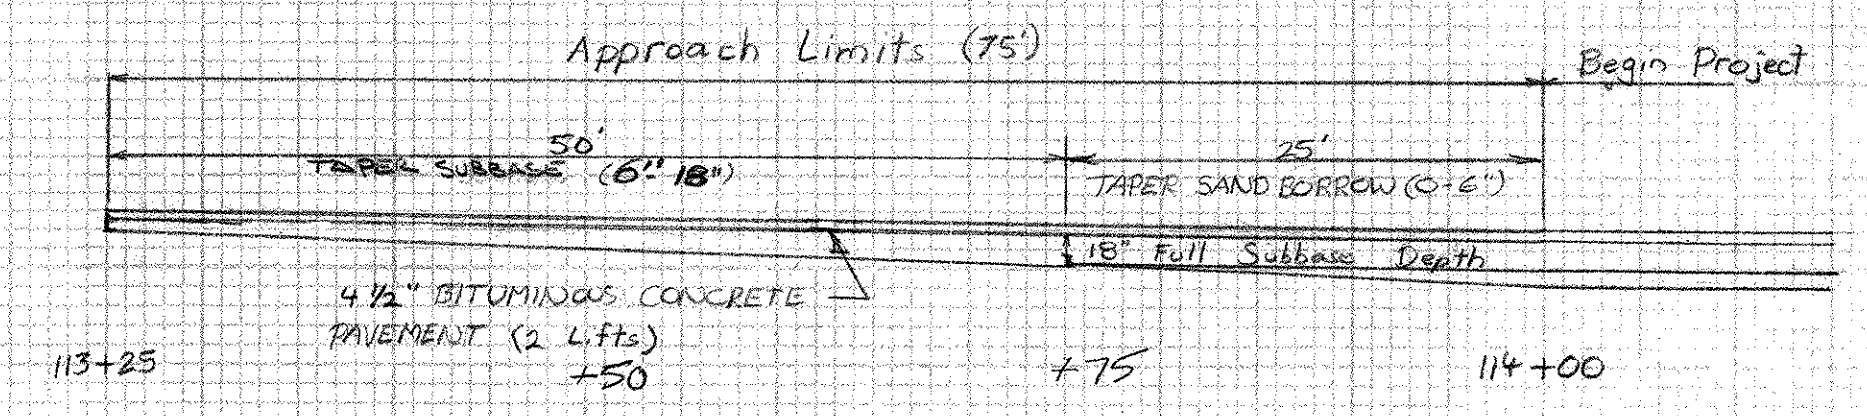 Approach Limits (75')
Begin Project
50'
TAPER SUBBASE (6"-18")
25'
TAPER SAND BORROW (0-6")
18" Full Subbase Depth
4 1/2" BITUMINOUS CONCRETE
PAVEMENT (2 Lifts)
113+25
+50
+75
114+00